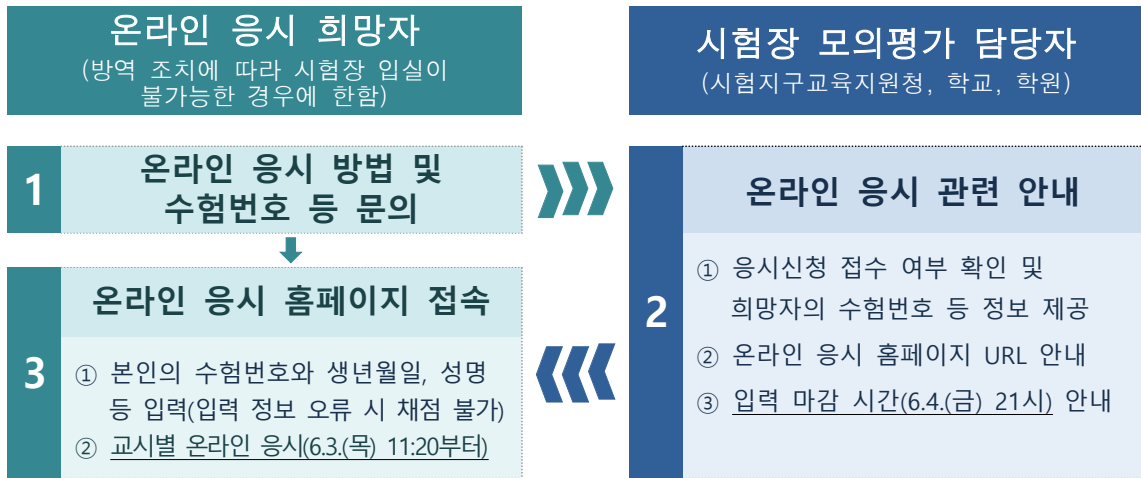 온라인 응시 희망자
(방역 조치에 따라 시험장 입실이
불가능한 경우에 한함)
시험장 모의평가 담당자
(시험지구교육지원청, 학교, 학원)
1
온라인 응시 방법 및
수험번호 등 문의
2
온라인 응시 관련 안내
① 응시신청 접수 여부 확인 및
희망자의 수험번호 등 정보 제공
② 온라인 응시 홈페이지 URL 안내
③ 입력 마감 시간(6.4.(금) 21시) 안내
3
온라인 응시 홈페이지 접속
① 본인의 수험번호와 생년월일, 성명
등 입력(입력 정보 오류 시 채점 불가)
② 교시별 온라인 응시(6.3.(목) 11:20부터)